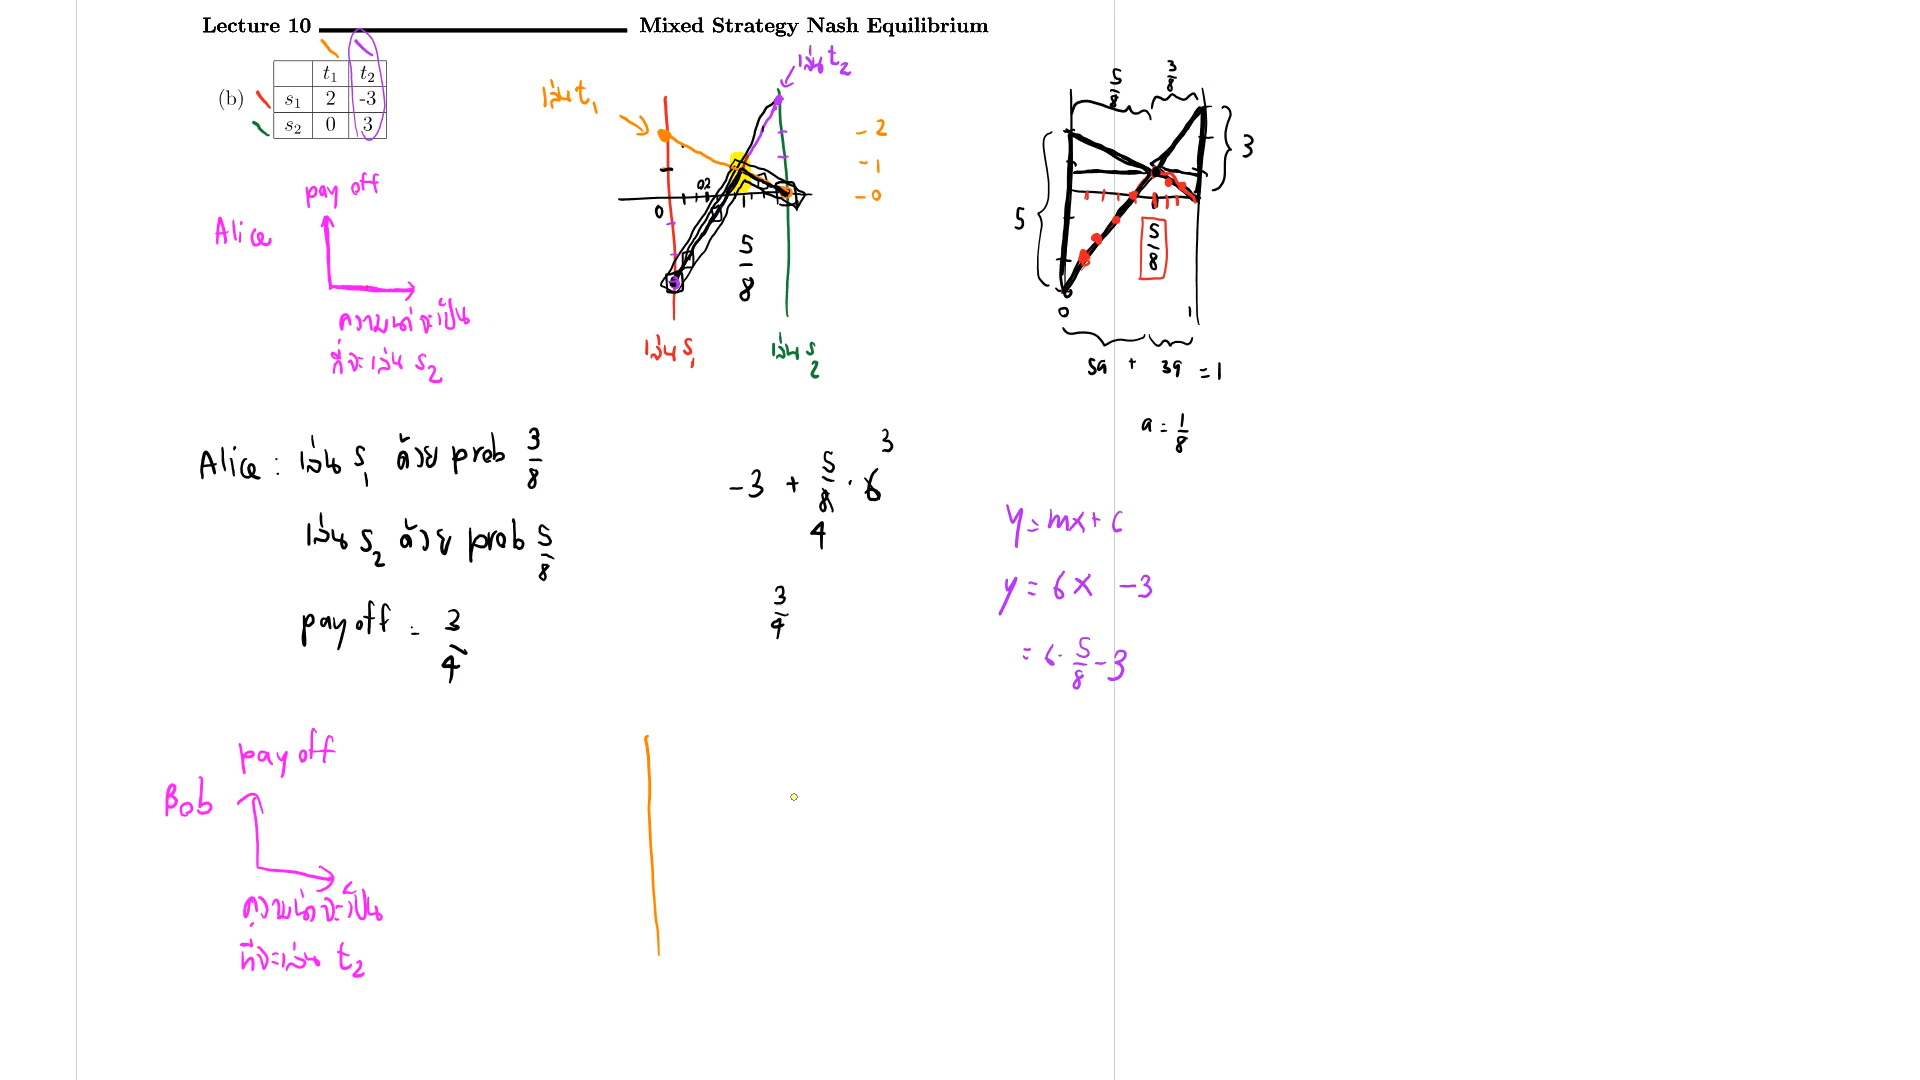 Lecture 10 Mixed Strategy Nash Equilibrium
(b)
t1 t2
s1 2 -3
s2 0 3
เล่น t1
เล่น t2
- 2
- 1
- 0
0.2
0
5/8
เล่น s1
เล่น s2
5/8 3/8
3
5
5/8
0 1
5a + 3a = 1
a = 1/8
Alice
pay off
ความน่าจะเป็น
ที่จะเล่น s2
Alice : เล่น s1 ด้วย prob 3/8
เล่น s2 ด้วย prob 5/8
pay off = 3/4
-3 + 5/8 · 6
3
4
3/4
y = mx + c
y = 6x - 3
= 6 · 5/8 - 3
Bob
pay off
ความน่าจะเป็น
ที่จะเล่น t2